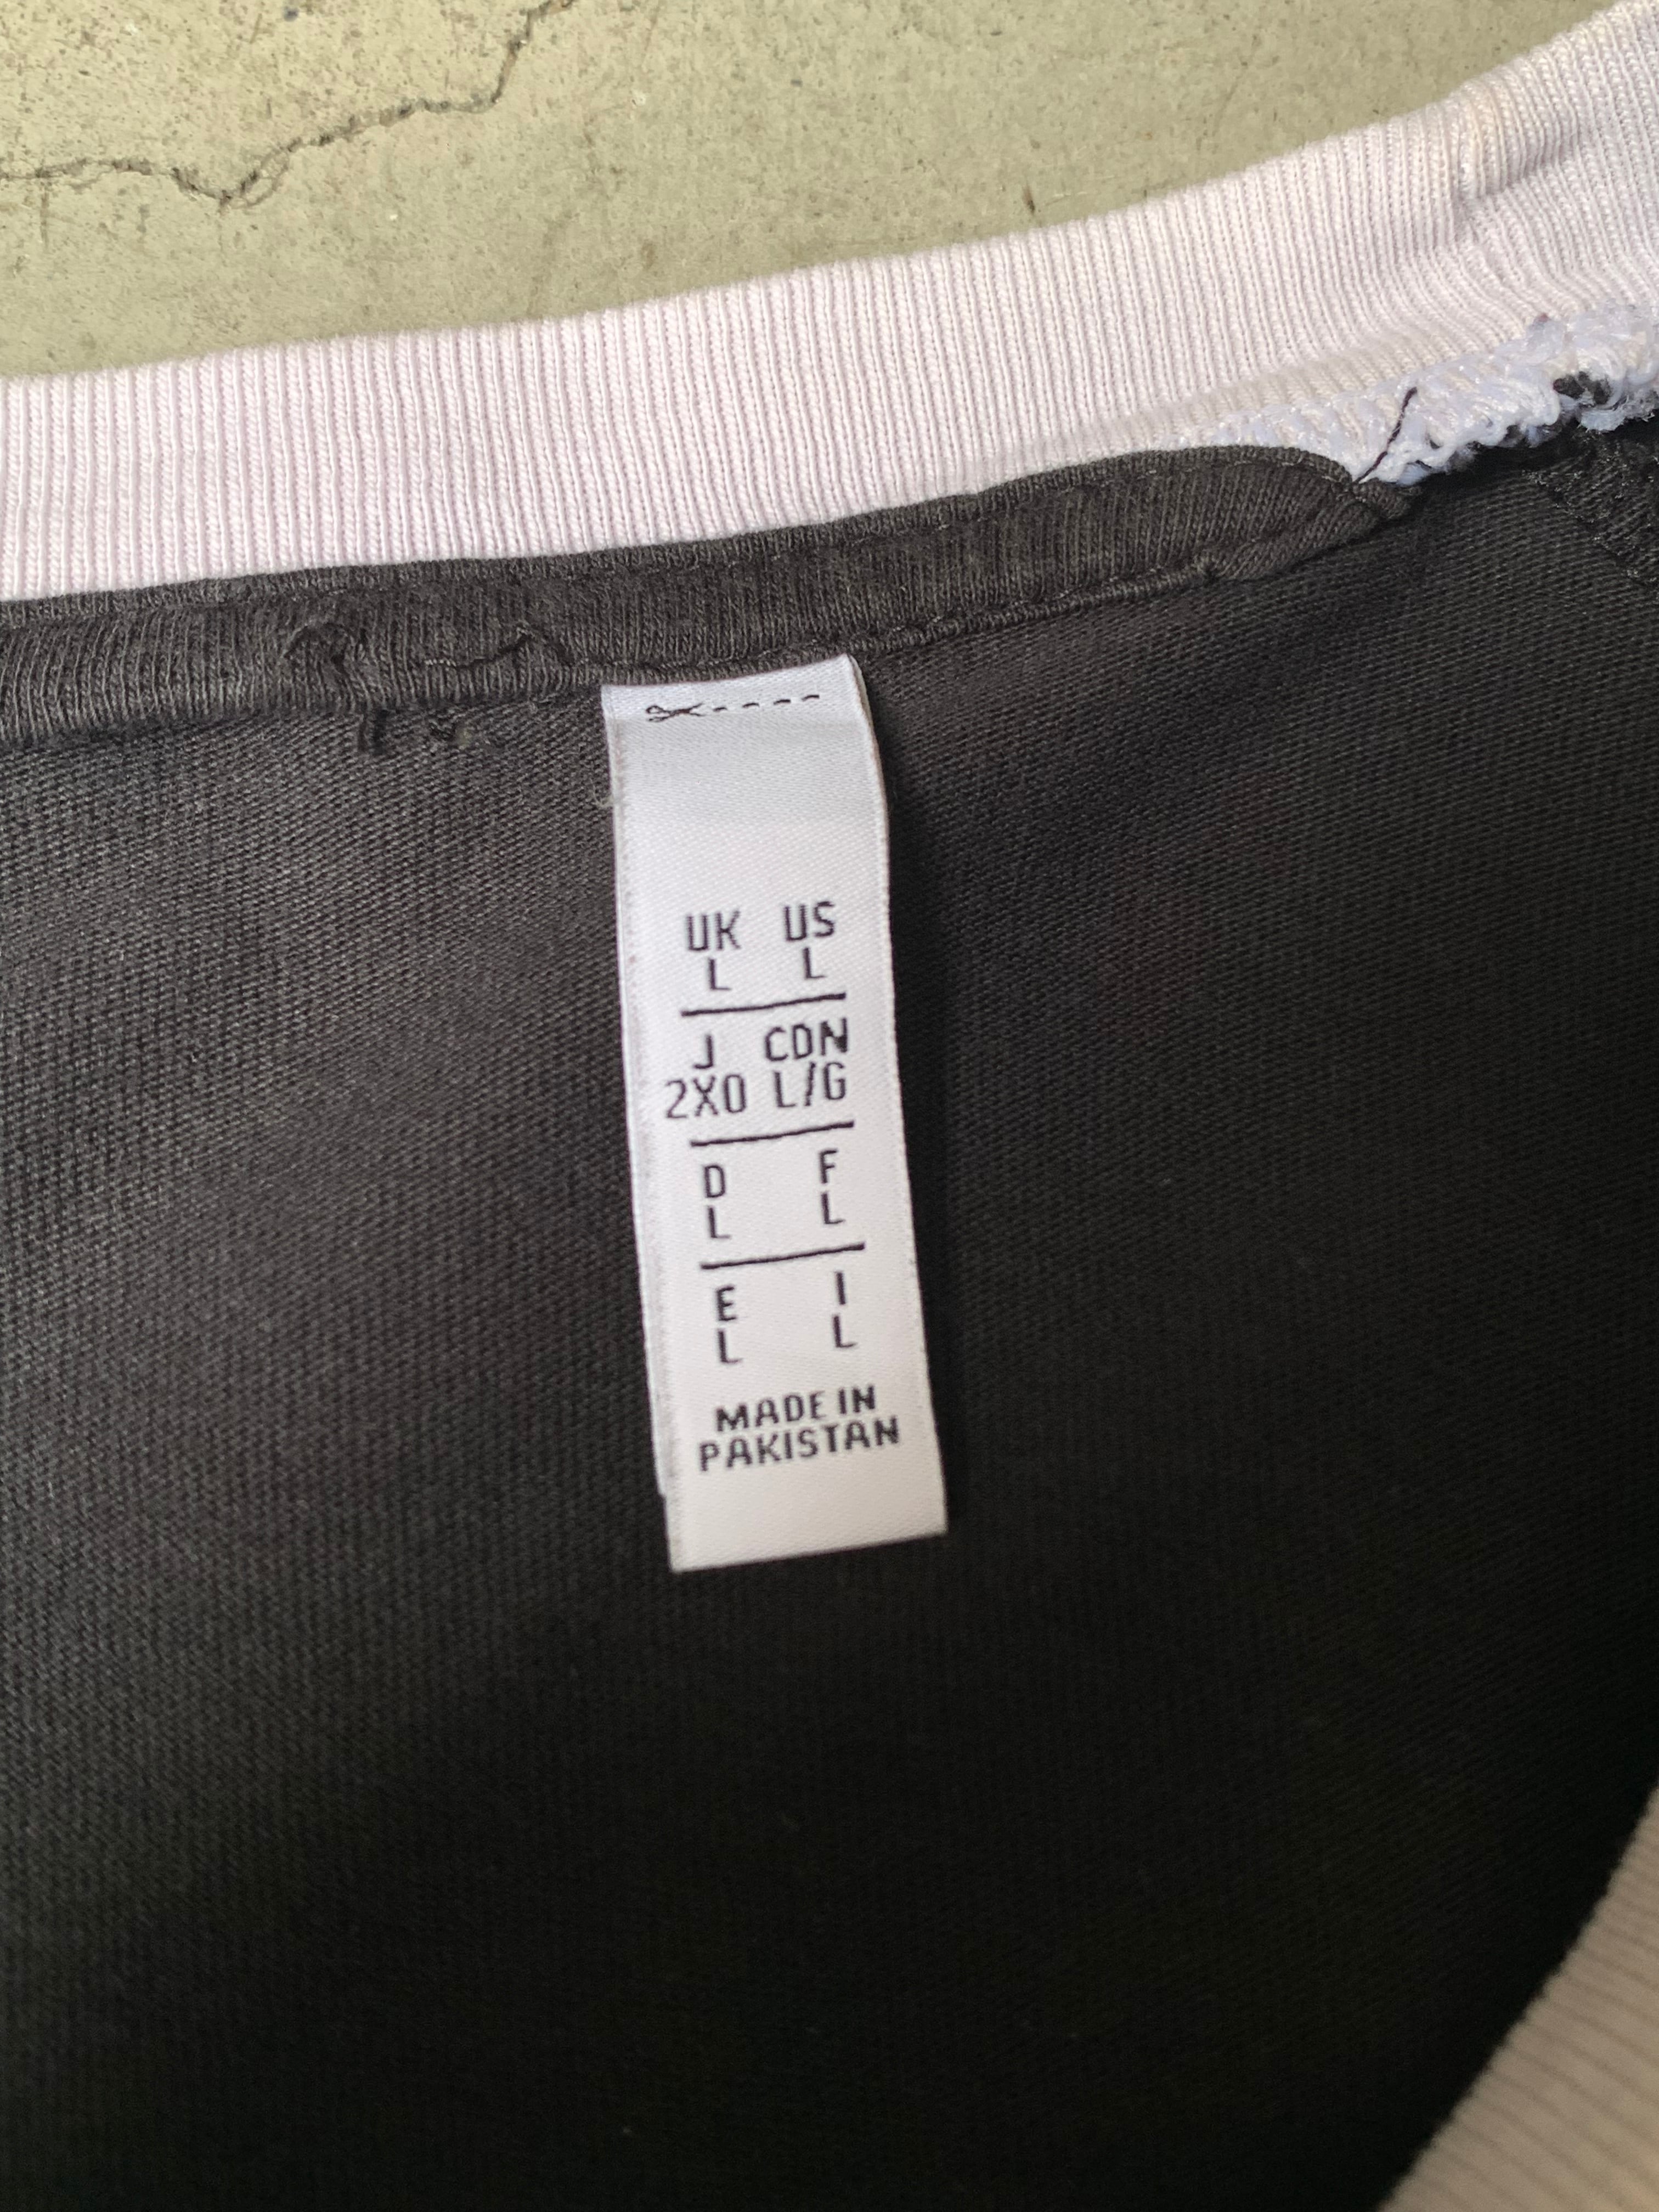 UK US
L L
J CDN
2XO L/G
D F
L L
E I
L L
MADE IN
PAKISTAN